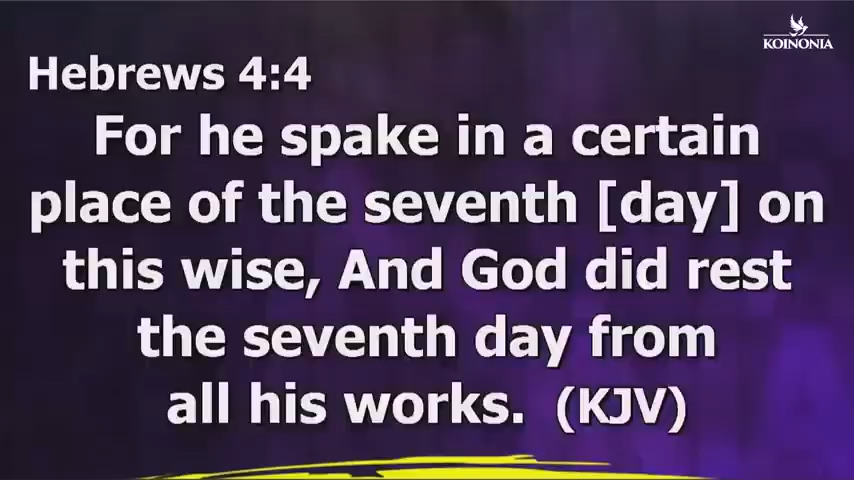 KOINONIA
Hebrews 4:4
For he spake in a certain
place of the seventh [day] on
this wise, And God did rest
the seventh day from
all his works. (KJV)